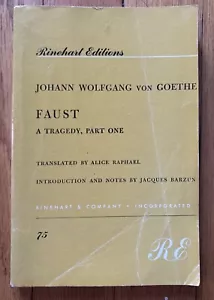 Rinehart Editions
JOHANN WOLFGANG VON GOETHE
FAUST
A TRAGEDY, PART ONE
TRANSLATED BY ALICE RAPHAEL
INTRODUCTION AND NOTES BY JACQUES BARZUN
RINEHART & COMPANY • INCORPORATED
75
RE